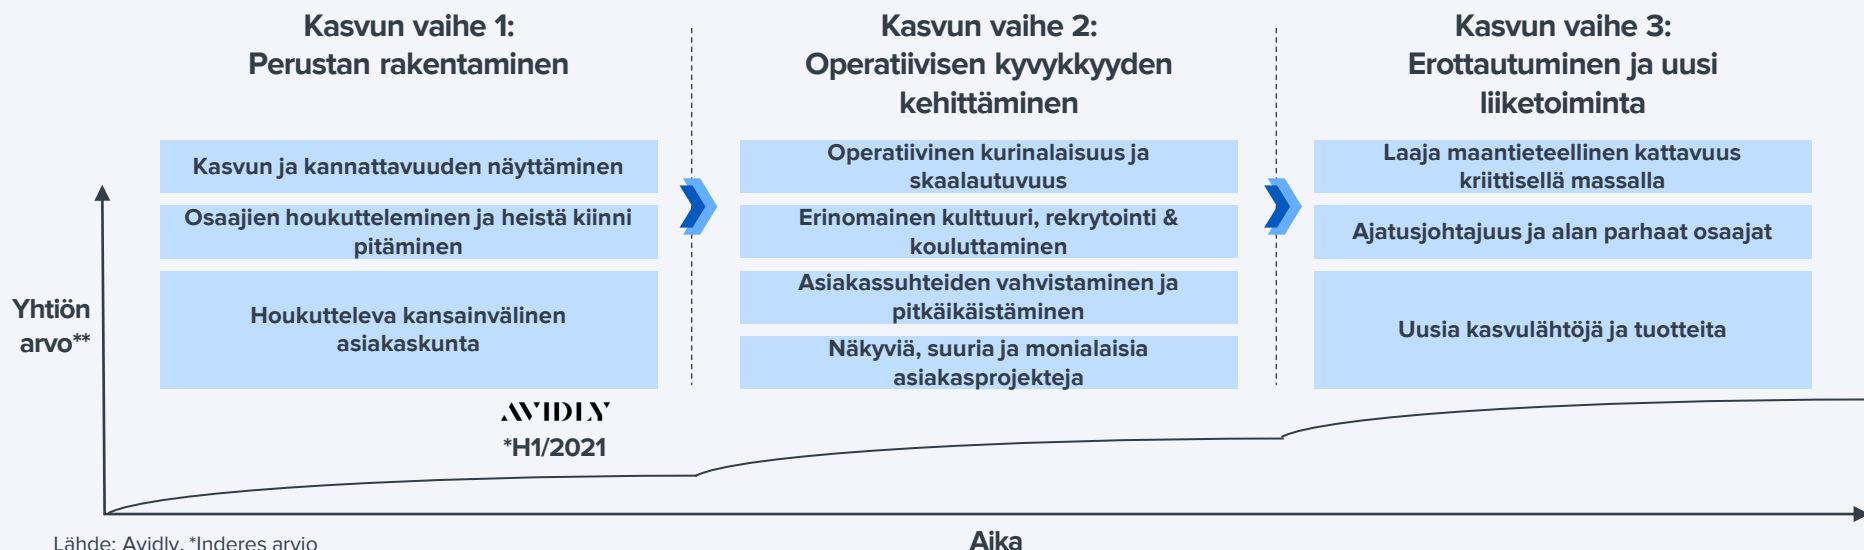 Kasvun vaihe 1:
Perustan rakentaminen
Kasvun ja kannattavuuden näyttäminen
Osaajien houkutteleminen ja heistä kiinni
pitäminen
Houkutteleva kansainvälinen
asiakaskunta
Kasvun vaihe 2:
Operatiivisen kyvykkyyden
kehittäminen
Operatiivinen kurinalaisuus ja
skaalautuvuus
Erinomainen kulttuuri, rekrytointi &
kouluttaminen
Asiakassuhteiden vahvistaminen ja
pitkäikäistäminen
Näkyviä, suuria ja monialaisia
asiakasprojekteja
Kasvun vaihe 3:
Erottautuminen ja uusi
liiketoiminta
Laaja maantieteellinen kattavuus
kriittisellä massalla
Ajatusjohtajuus ja alan parhaat osaajat
Uusia kasvulähtöjä ja tuotteita
Yhtiön
arvo**
AVIDLY
*H1/2021
Aika
Lähde: Avidly, *Inderes arvio